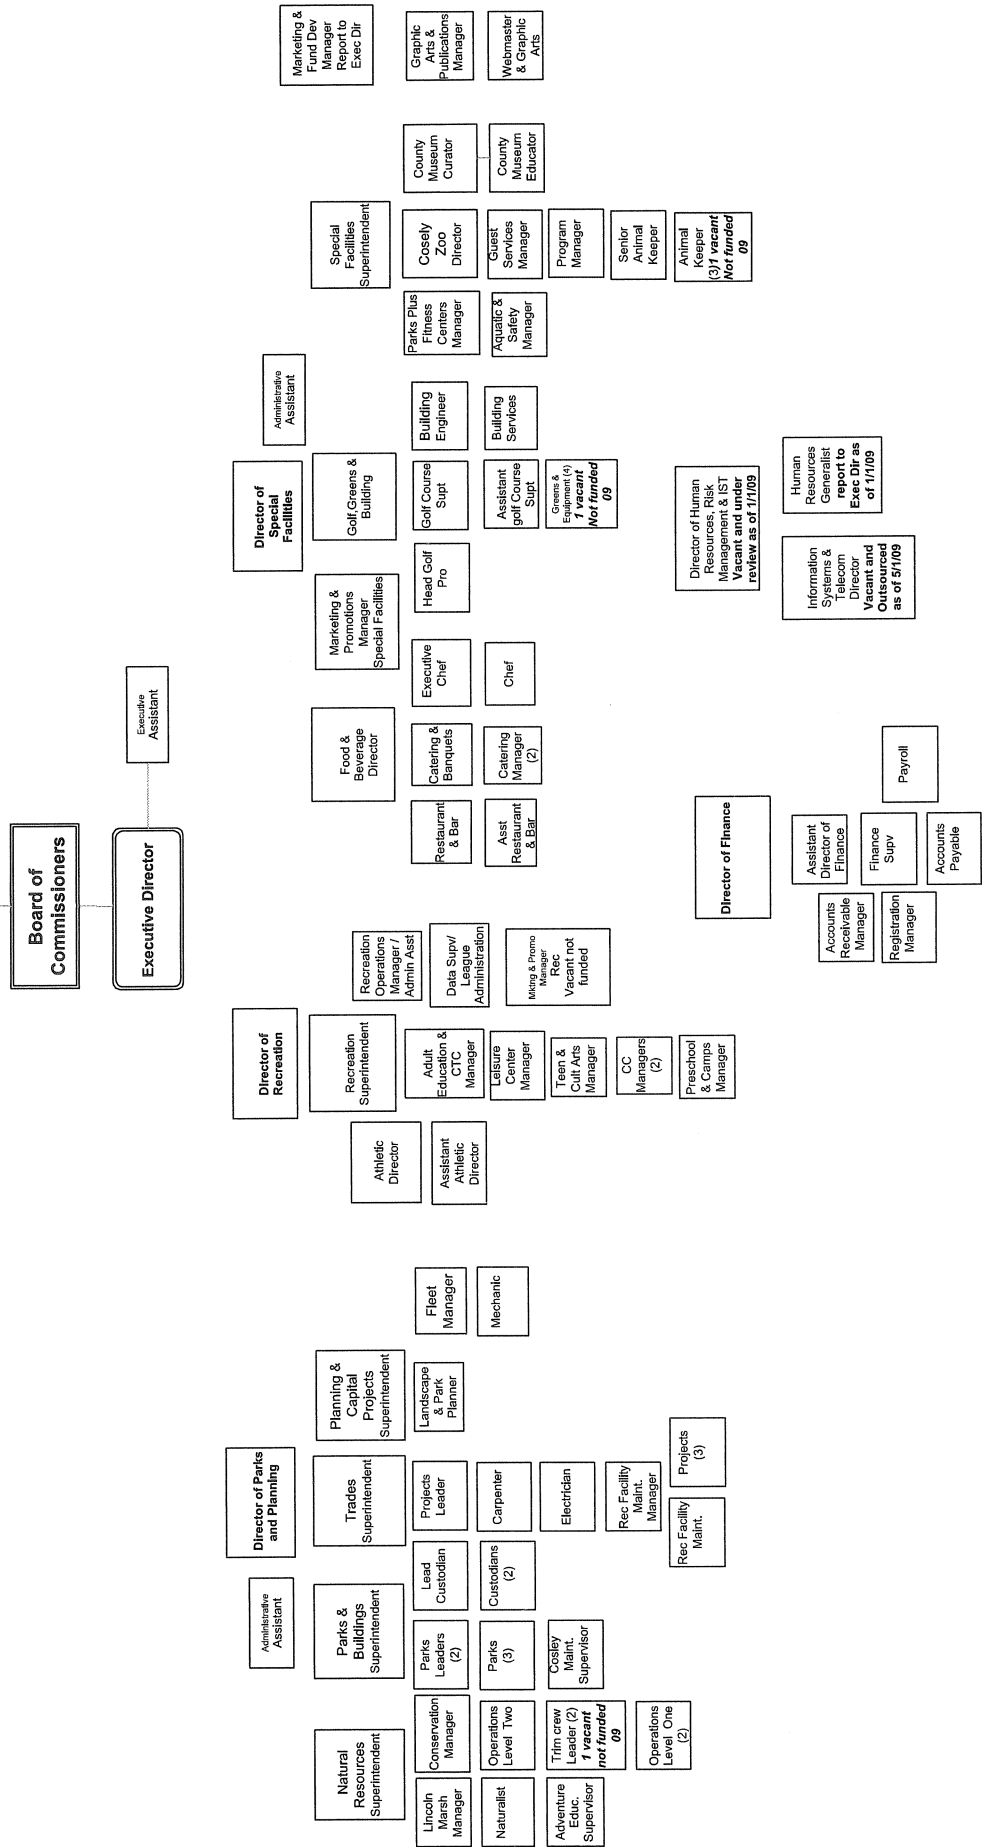 Board of
Commissioners
Executive Director
Executive
Assistant
Director of Parks
and Planning
Administrative
Assistant
Natural
Resources
Superintendent
Parks &
Buildings
Superintendent
Trades
Superintendent
Planning &
Capital
Projects
Superintendent
Lincoln
Marsh
Manager
Naturalist
Adventure
Educ.
Supervisor
Conservation
Manager
Operations
Level Two
Trim crew
Leader (2)
1 vacant
not funded
09
Operations
Level One
(2)
Parks
Leaders
(2)
Parks
(3)
Cosley
Maint.
Supervisor
Lead
Custodian
Custodians
(2)
Projects
Leader
Carpenter
Electrician
Rec Facility
Maint.
Manager
Rec Facility
Maint.
Projects
(3)
Landscape
& Park
Planner
Fleet
Manager
Mechanic
Director of
Recreation
Recreation
Superintendent
Athletic
Director
Assistant
Athletic
Director
Adult
Education &
CTC
Manager
Leisure
Center
Manager
Teen &
Cult Arts
Manager
CC
Managers
(2)
Preschool
& Camps
Manager
Recreation
Operations
Manager /
Admin Asst
Data Supv/
League
Administration
Mktng & Promo
Manager
Rec
Vacant not
funded
Director of
Special
Facilities
Administrative
Assistant
Food &
Beverage
Director
Marketing &
Promotions
Manager
Special Facilities
Golf,Greens &
Building
Special
Facilities
Superintendent
Restaurant
& Bar
Asst
Restaurant
& Bar
Catering &
Banquets
Catering
Manager
(2)
Executive
Chef
Chef
Head Golf
Pro
Golf Course
Supt
Assistant
golf Course
Supt
Greens &
Equipment (4)
1 vacant
Not funded
09
Building
Engineer
Building
Services
Parks Plus
Fitness
Centers
Manager
Aquatic &
Safety
Manager
Cosely
Zoo
Director
Guest
Services
Manager
Program
Manager
Senior
Animal
Keeper
Animal
Keeper
(3)1 vacant
Not funded
09
County
Museum
Curator
County
Museum
Educator
Marketing &
Fund Dev
Manager
Report to
Exec Dir
Graphic
Arts &
Publications
Manager
Webmaster
& Graphic
Arts
Director of Finance
Accounts
Receivable
Manager
Registration
Manager
Assistant
Director of
Finance
Finance
Supv
Accounts
Payable
Payroll
Director of Human
Resources, Risk
Management & IST
Vacant and under
review as of 1/1/09
Information
Systems &
Telecom
Director
Vacant and
Outsourced
as of 5/1/09
Human
Resources
Generalist
report to
Exec Dir as
of 1/1/09